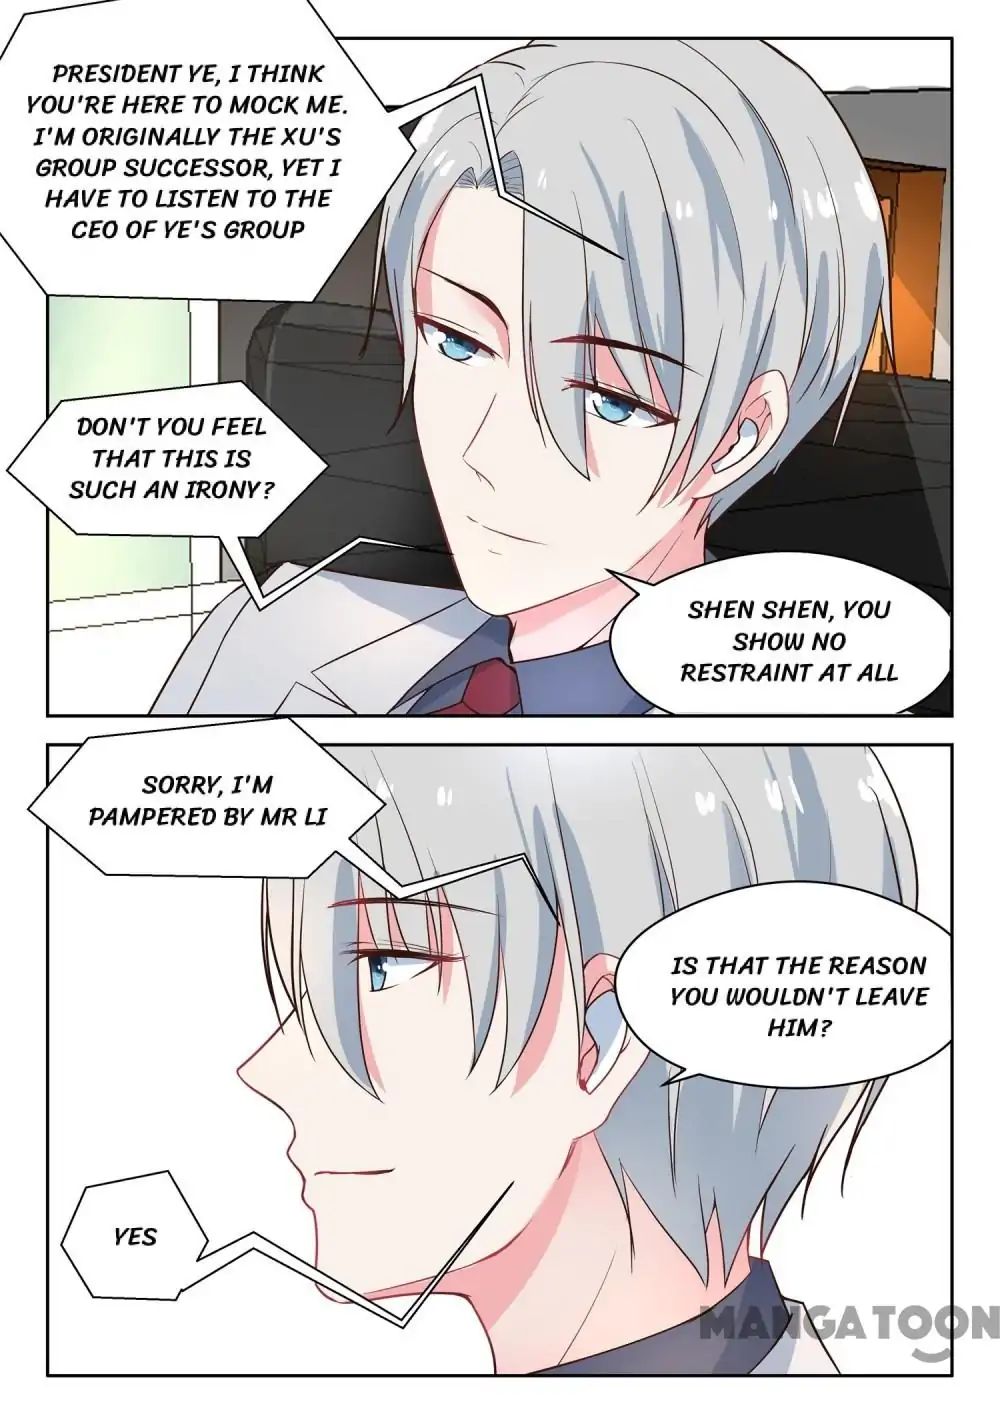 PRESIDENT YE, I THINK
YOU'RE HERE TO MOCK ME.
I'M ORIGINALLY THE XU'S
GROUP SUCCESSOR, YET I
HAVE TO LISTEN TO THE
CEO OF YE'S GROUP
DON'T YOU FEEL
THAT THIS IS
SUCH AN IRONY?
SHEN SHEN, YOU
SHOW NO
RESTRAINT AT ALL
SORRY, I'M
PAMPERED BY MR LI
IS THAT THE REASON
YOU WOULDN'T LEAVE
HIM?
YES
MANGATOON